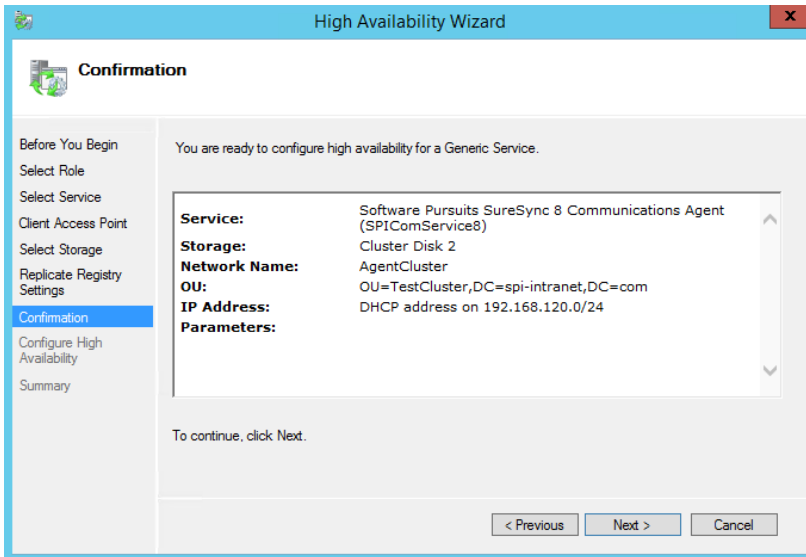 High Availability Wizard
x
Confirmation
Before You Begin
Select Role
Select Service
Client Access Point
Select Storage
Replicate Registry
Settings
Confirmation
Configure High
Availability
Summary
You are ready to configure high availability for a Generic Service.
Service: Software Pursuits SureSync 8 Communications Agent
(SPIComService8)
Storage: Cluster Disk 2
Network Name: AgentCluster
OU: OU=TestCluster,DC=spi-intranet,DC=com
IP Address: DHCP address on 192.168.120.0/24
Parameters:
To continue, click Next.
< Previous Next > Cancel